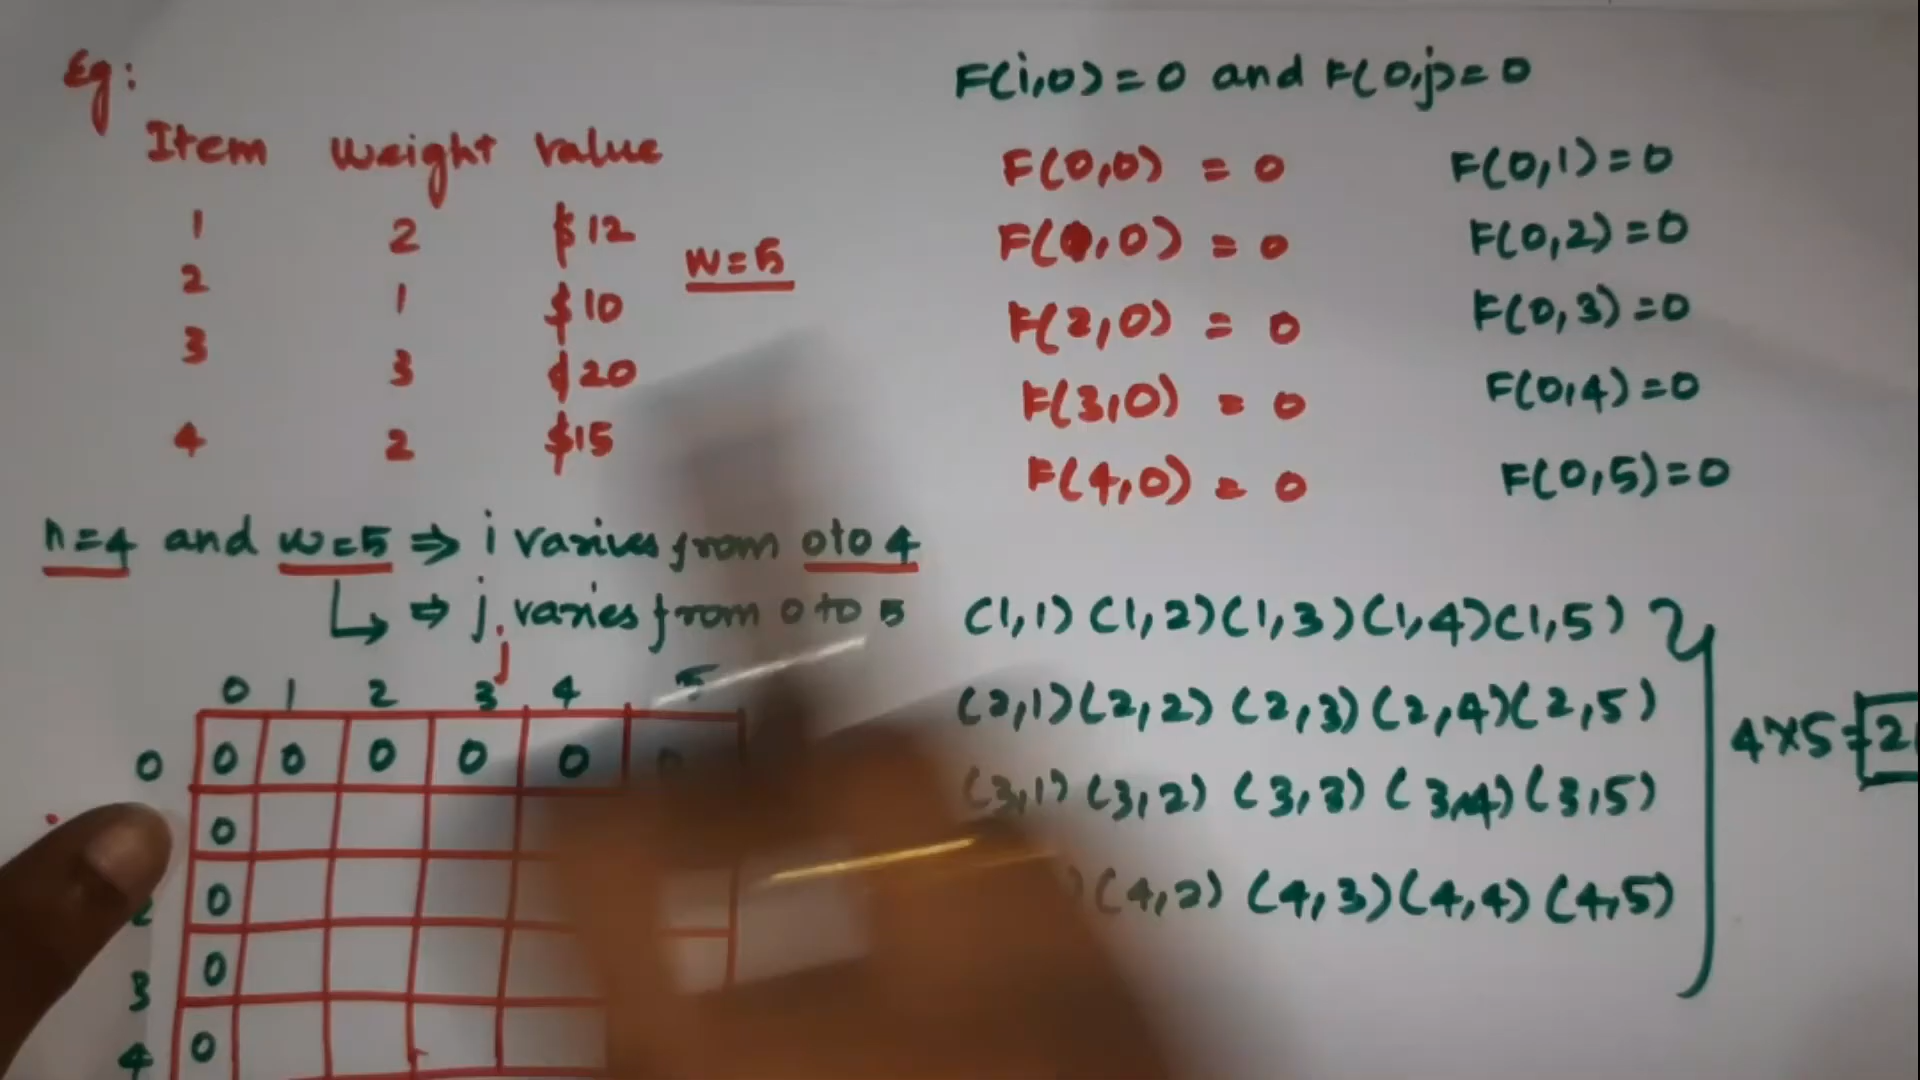 Eg:
Item Weight Value
1 2 $12
2 1 $10
3 3 $20
4 2 $15
W=5
n=4 and w=5 ⇒ i varives from 0 to 4
⇒ j varies from 0 to 5
j
0 1 2 3 4 5
0 0 0 0 0 0
0
2 0
3 0
4 0
F(i,0)=0 and F(0,j)=0
F(0,0) = 0 F(0,1)=0
F( ,0) = 0 F(0,2)=0
F(2,0) = 0 F(0,3)=0
F(3,0) = 0 F(0,4)=0
F(4,0) = 0 F(0,5)=0
(1,1) (1,2) (1,3) (1,4) (1,5)
(2,1) (2,2) (2,3) (2,4) (2,5)
(3,1) (3,2) (3,3) (3,4) (3,5)
) (4,2) (4,3) (4,4) (4,5)
4×5=2